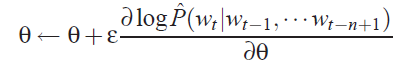 θ ← θ + ε ∂ log P̂(w_t|w_{t−1}, ⋯ w_{t−n+1}) / ∂θ